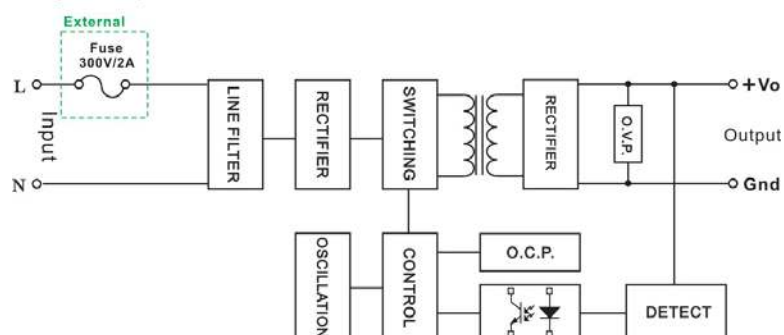 External
Fuse
300V/2A
L
Input
N
LINE FILTER
RECTIFIER
SWITCHING
RECTIFIER
O.V.P.
+Vo
Output
Gnd
OSCILLATION
CONTROL
O.C.P.
DETECT